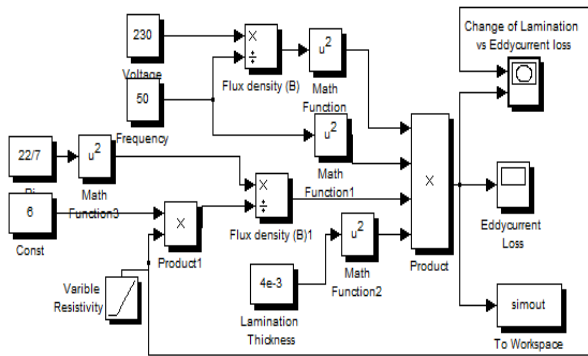 230
Voltage
×
÷
Flux density (B)
u²
Math
Function
Change of Lamination
vs Eddycurrent loss
50
Frequency
u²
Math
Function1
22/7
u²
Math
Function3
×
÷
Flux density (B)1
6
Const
×
Product1
×
Product
Eddycurrent
Loss
Varible
Resistivity
4e-3
Lamination
Thickness
u²
Math
Function2
simout
To Workspace